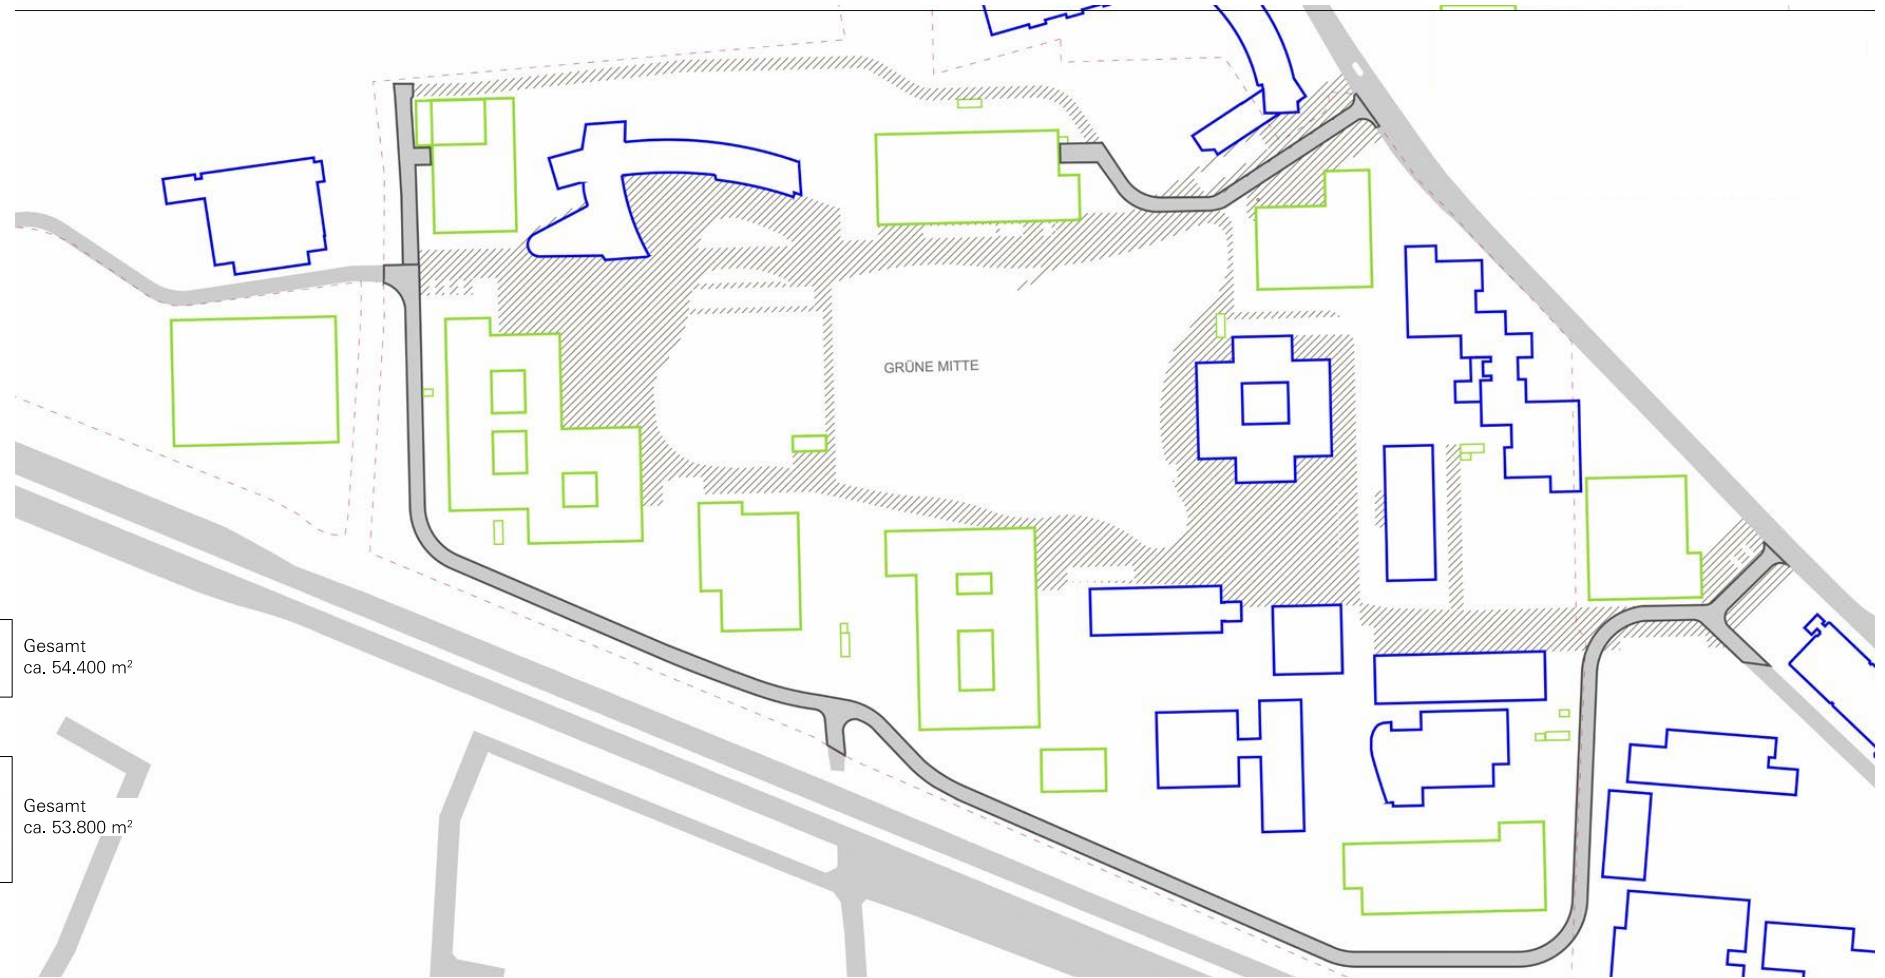 GRÜNE MITTE
Gesamt
ca. 54.400 m²
Gesamt
ca. 53.800 m²